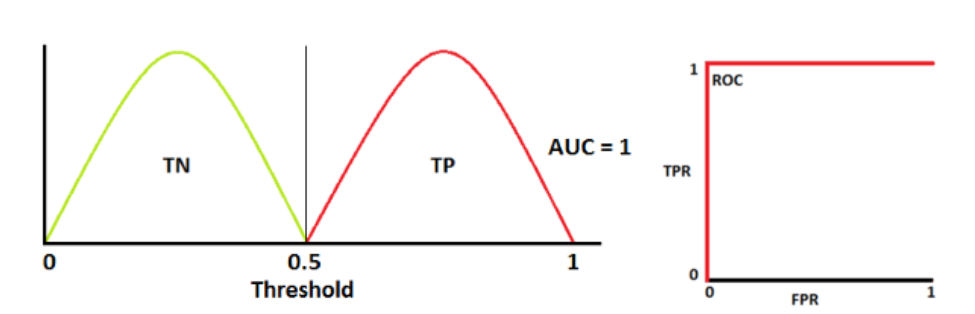 TN
TP
AUC = 1
0
0.5
1
Threshold
1
ROC
TPR
0
0
1
FPR